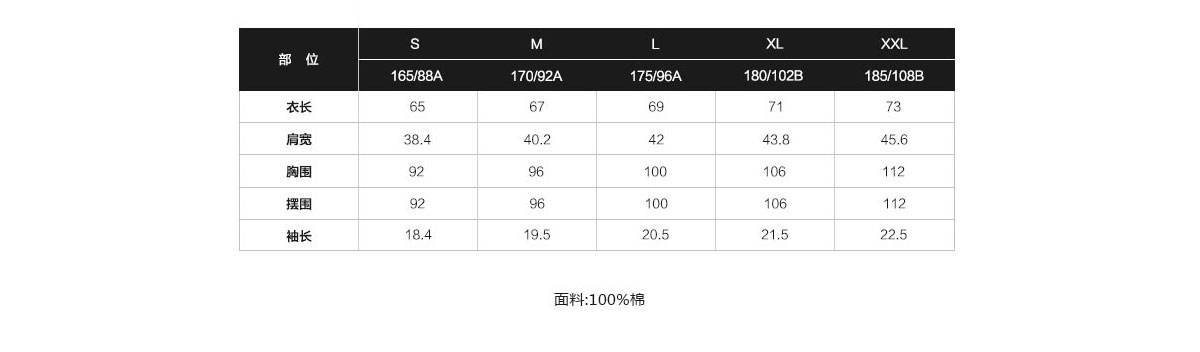 部 位 S M L XL XXL
165/88A 170/92A 175/96A 180/102B 185/108B
衣长 65 67 69 71 73
肩宽 38.4 40.2 42 43.8 45.6
胸围 92 96 100 106 112
摆围 92 96 100 106 112
袖长 18.4 19.5 20.5 21.5 22.5
面料:100%棉